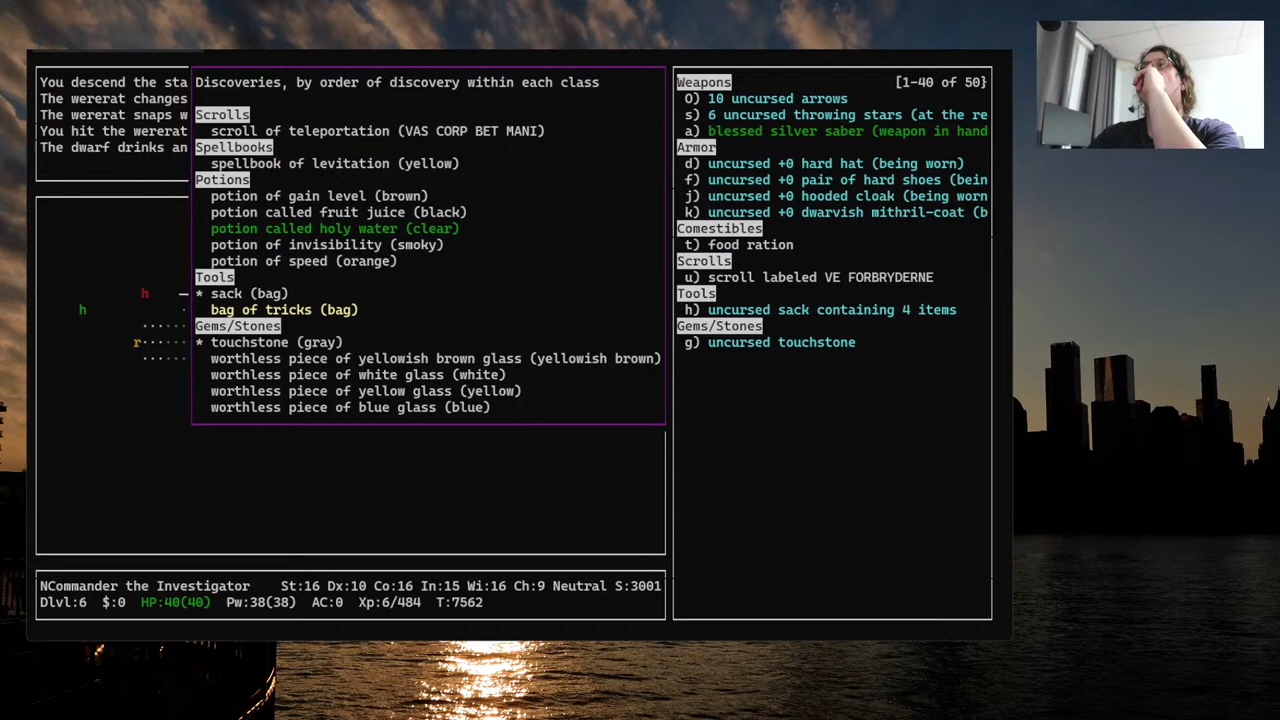 You descend the sta
The wererat changes
The wererat snaps w
You hit the wererat
The dwarf drinks an
Discoveries, by order of discovery within each class
Scrolls
scroll of teleportation (VAS CORP BET MANI)
Spellbooks
spellbook of levitation (yellow)
Potions
potion of gain level (brown)
potion called fruit juice (black)
potion called holy water (clear)
potion of invisibility (smoky)
potion of speed (orange)
Tools
* sack (bag)
bag of tricks (bag)
Gems/Stones
* touchstone (gray)
worthless piece of yellowish brown glass (yellowish brown)
worthless piece of white glass (white)
worthless piece of yellow glass (yellow)
worthless piece of blue glass (blue)
h
h
r
Weapons [1-40 of 50}
O) 10 uncursed arrows
s) 6 uncursed throwing stars (at the re
a) blessed silver saber (weapon in hand
Armor
d) uncursed +0 hard hat (being worn)
f) uncursed +0 pair of hard shoes (bein
j) uncursed +0 hooded cloak (being worn
k) uncursed +0 dwarvish mithril-coat (b
Comestibles
t) food ration
Scrolls
u) scroll labeled VE FORBRYDERNE
Tools
h) uncursed sack containing 4 items
Gems/Stones
g) uncursed touchstone
NCommander the Investigator St:16 Dx:10 Co:16 In:15 Wi:16 Ch:9 Neutral S:3001
Dlvl:6 $:0 HP:40(40) Pw:38(38) AC:0 Xp:6/484 T:7562